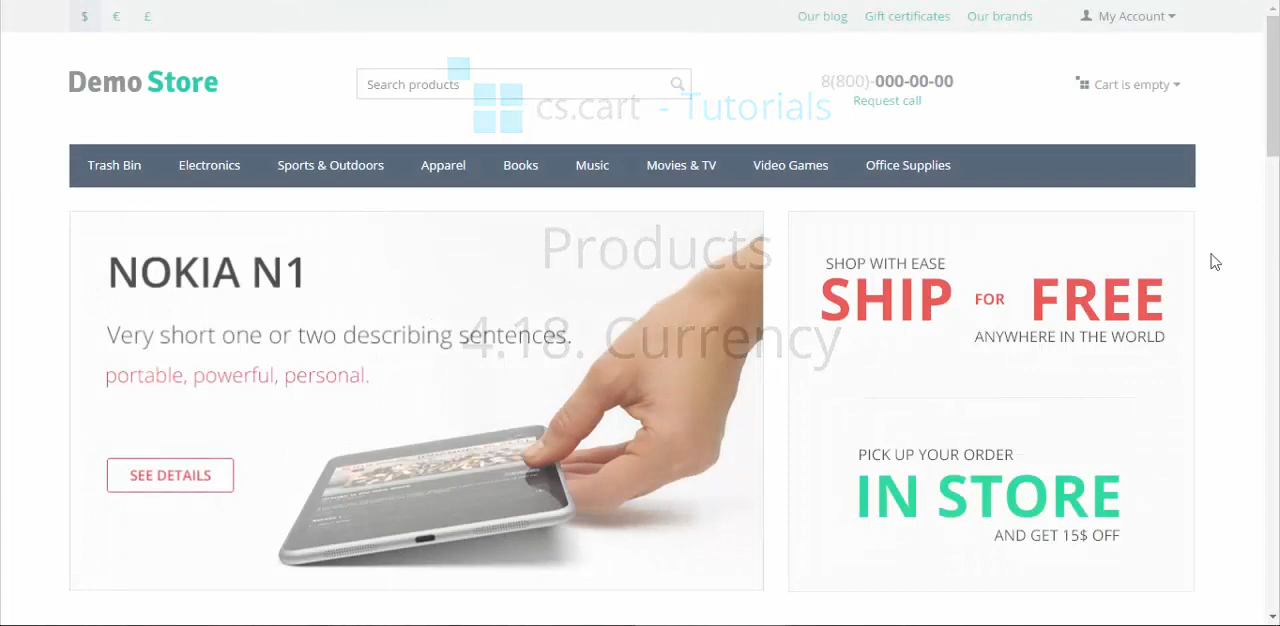 $ € £ Our blog Gift certificates Our brands My Account
Demo Store Search products 8(800)-000-00-00 Cart is empty
Request call
cs.cart - Tutorials
Trash Bin Electronics Sports & Outdoors Apparel Books Music Movies & TV Video Games Office Supplies
Products
4.18. Currency
NOKIA N1
Very short one or two describing sentences.
portable, powerful, personal.
SEE DETAILS
SHOP WITH EASE
SHIP FOR FREE
ANYWHERE IN THE WORLD
PICK UP YOUR ORDER
IN STORE
AND GET 15$ OFF